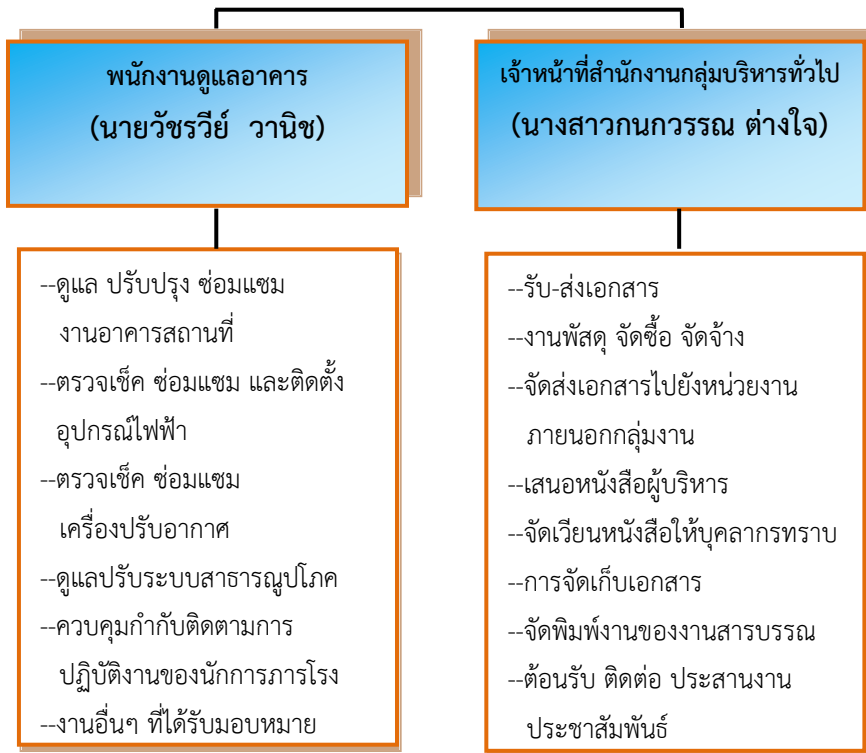 พนักงานดูแลอาคาร
(นายวัชรวีย์ วานิช)
--ดูแล ปรับปรุง ซ่อมแซม
งานอาคารสถานที่
--ตรวจเช็ค ซ่อมแซม และติดตั้ง
อุปกรณ์ไฟฟ้า
--ตรวจเช็ค ซ่อมแซม
เครื่องปรับอากาศ
--ดูแลปรับระบบสาธารณูปโภค
--ควบคุมกำกับติดตามการ
ปฏิบัติงานของนักการภารโรง
--งานอื่นๆ ที่ได้รับมอบหมาย
เจ้าหน้าที่สำนักงานกลุ่มบริหารทั่วไป
(นางสาวกนกวรรณ ต่างใจ)
--รับ-ส่งเอกสาร
--งานพัสดุ จัดซื้อ จัดจ้าง
--จัดส่งเอกสารไปยังหน่วยงาน
ภายนอกกลุ่มงาน
--เสนอหนังสือผู้บริหาร
--จัดเวียนหนังสือให้บุคลากรทราบ
--การจัดเก็บเอกสาร
--จัดพิมพ์งานของงานสารบรรณ
--ต้อนรับ ติดต่อ ประสานงาน
ประชาสัมพันธ์